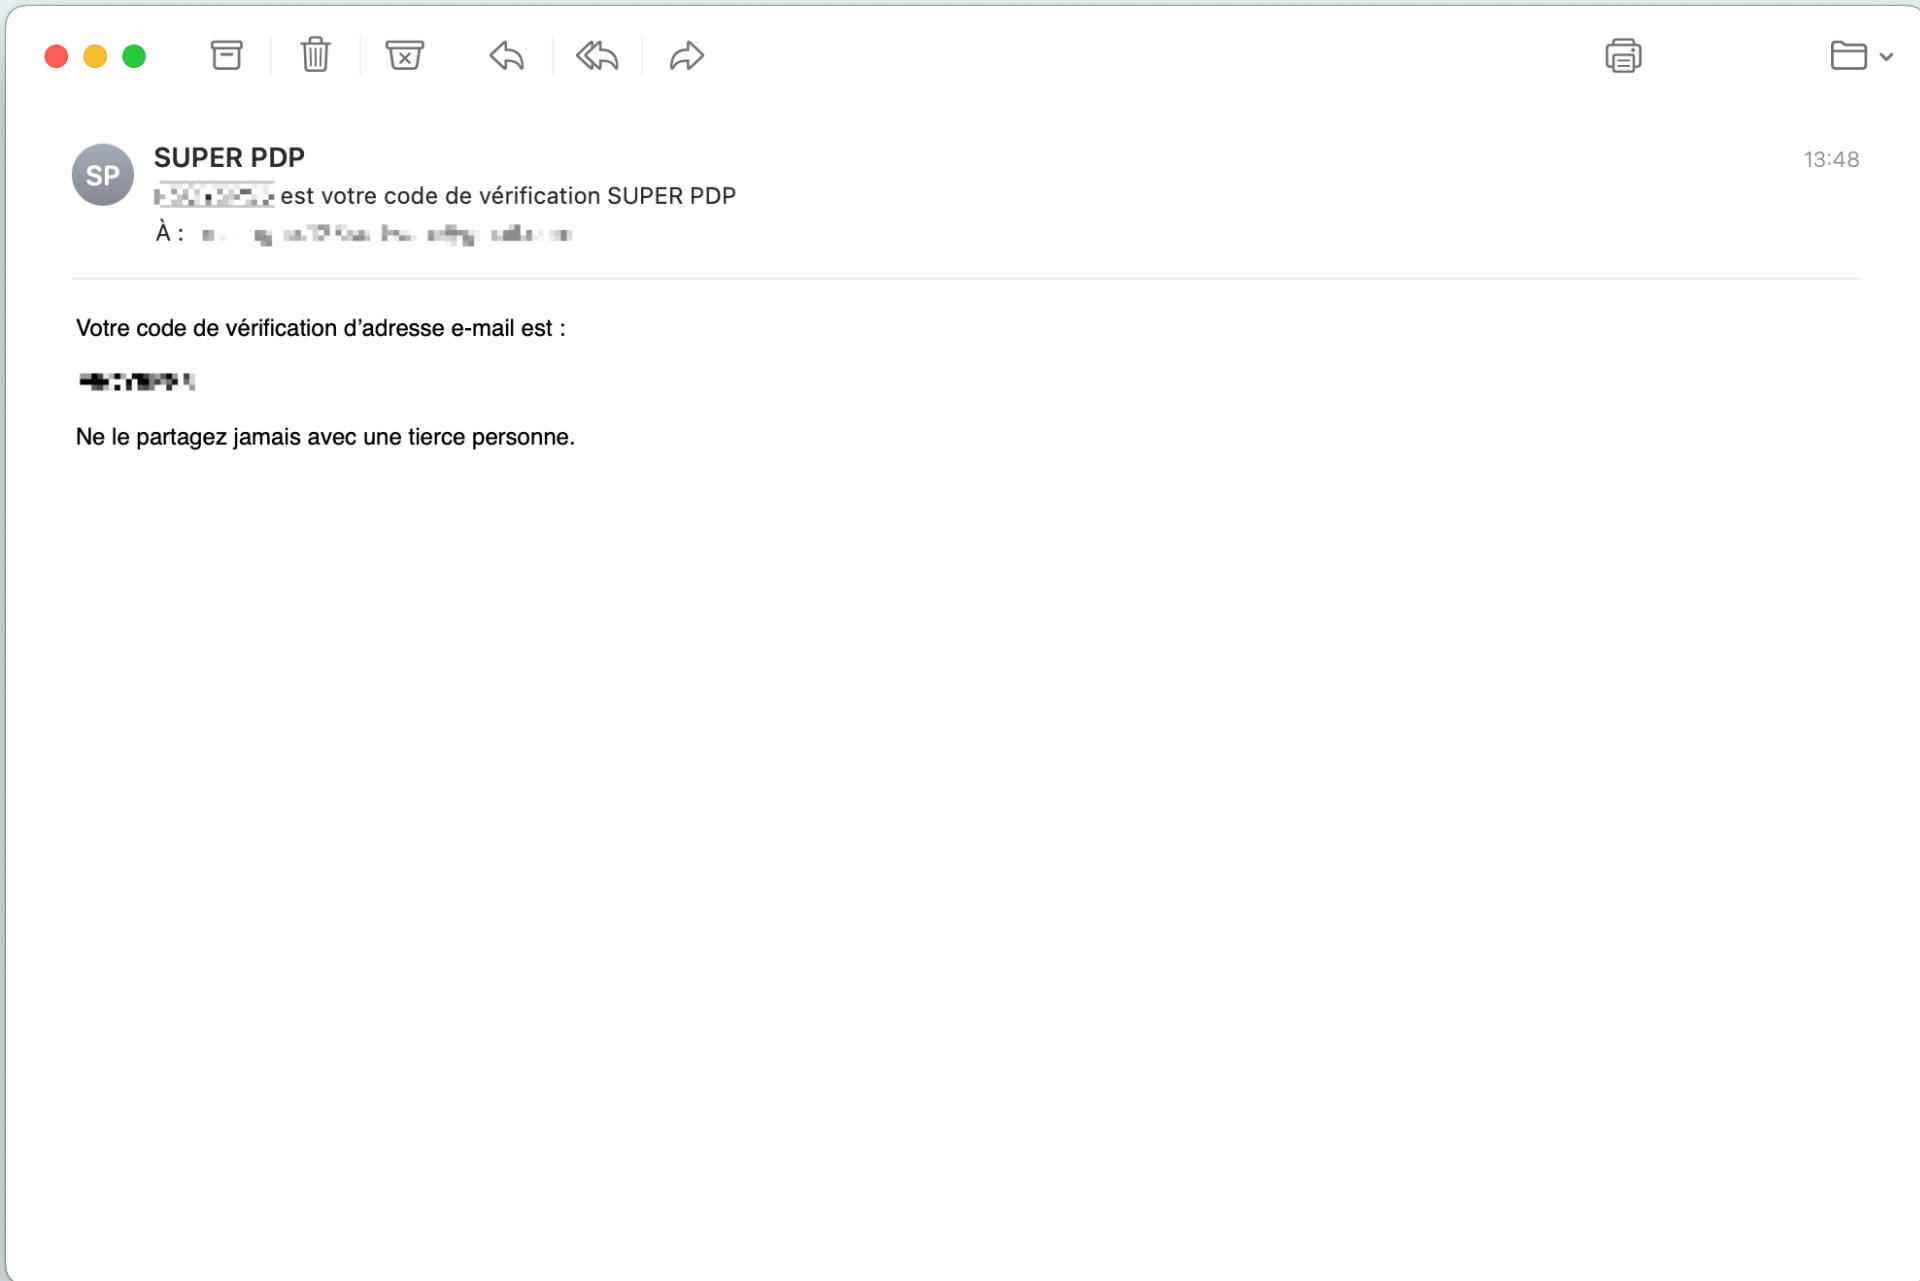 SUPER PDP
13:48
SP
est votre code de vérification SUPER PDP
À :
Votre code de vérification d’adresse e-mail est :
Ne le partagez jamais avec une tierce personne.